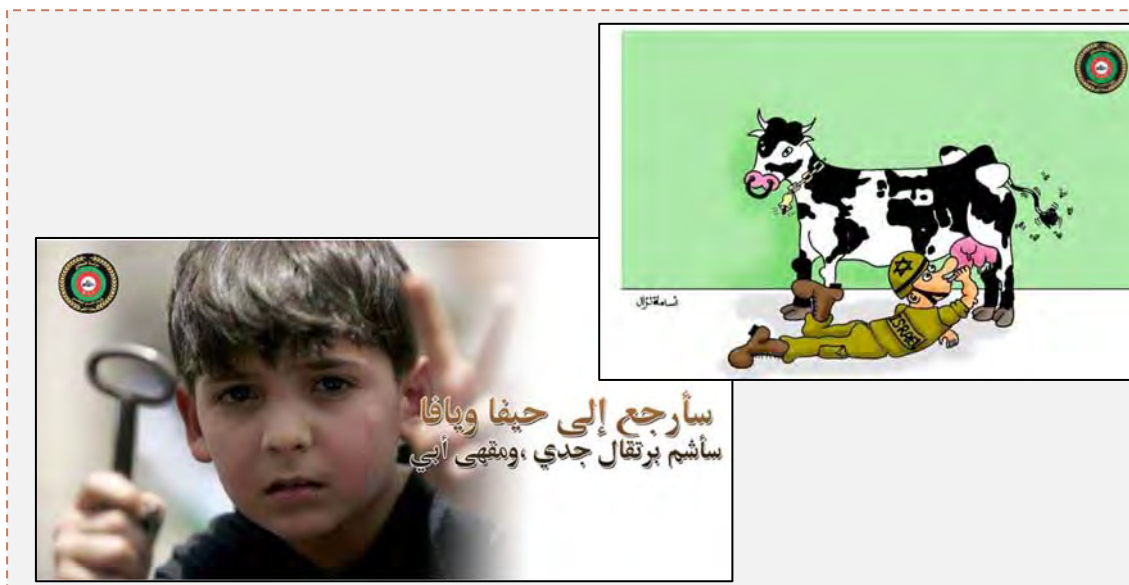 سأرجع إلى حيفا ويافا
سأشم برتقال جدي ،ومقهى أبي
ISRAEL